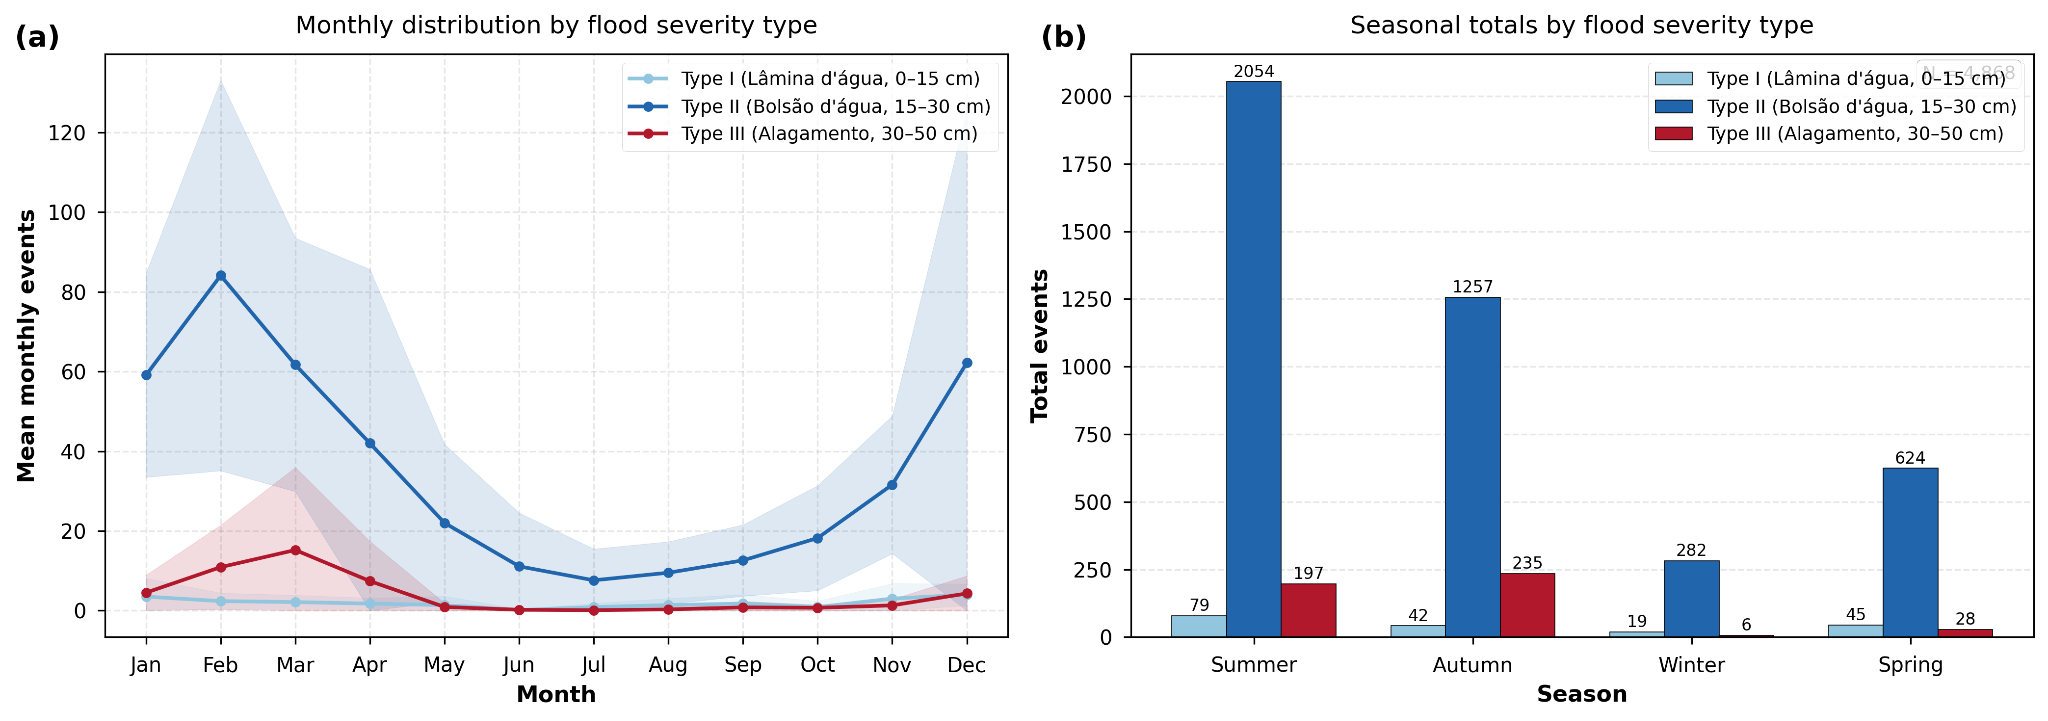 (a)
Monthly distribution by flood severity type
Type I (Lâmina d'água, 0–15 cm)
Type II (Bolsão d'água, 15–30 cm)
Type III (Alagamento, 30–50 cm)
Mean monthly events
120
100
80
60
40
20
0
Jan Feb Mar Apr May Jun Jul Aug Sep Oct Nov Dec
Month
(b)
Seasonal totals by flood severity type
Type I (Lâmina d'água, 0–15 cm)
Type II (Bolsão d'água, 15–30 cm)
Type III (Alagamento, 30–50 cm)
Total events
2000
1750
1500
1250
1000
750
500
250
0
79 2054 197
42 1257 235
19 282 6
45 624 28
Summer Autumn Winter Spring
Season